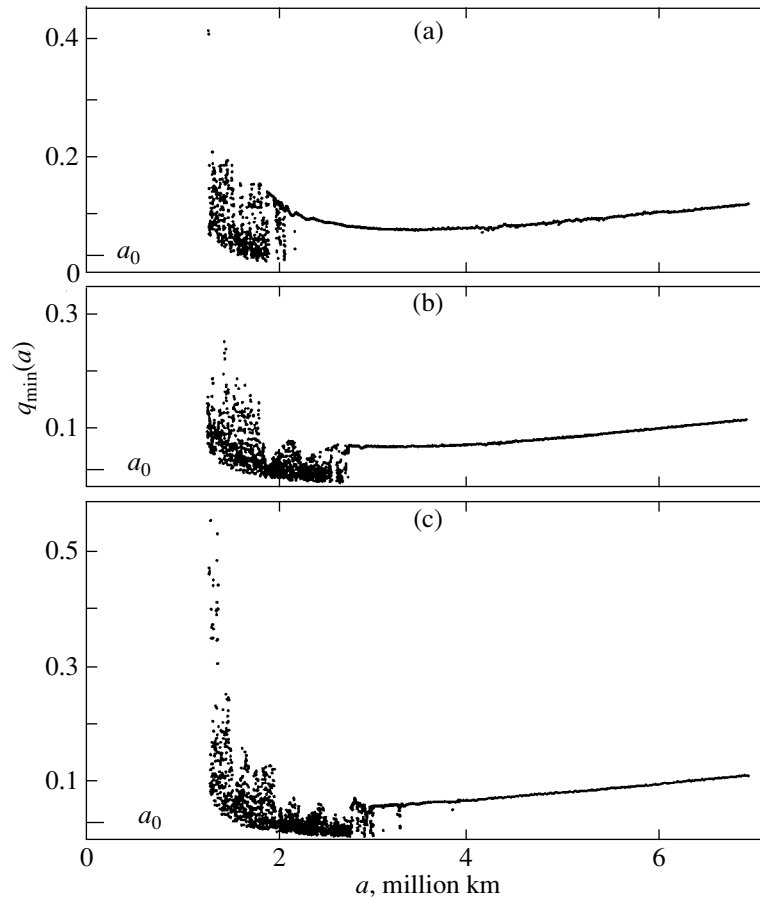 (a)
0.4
0.2
a₀
0
(b)
0.3
0.1
a₀
q_min(a)
(c)
0.5
0.3
0.1
a₀
0 2 4 6
a, million km